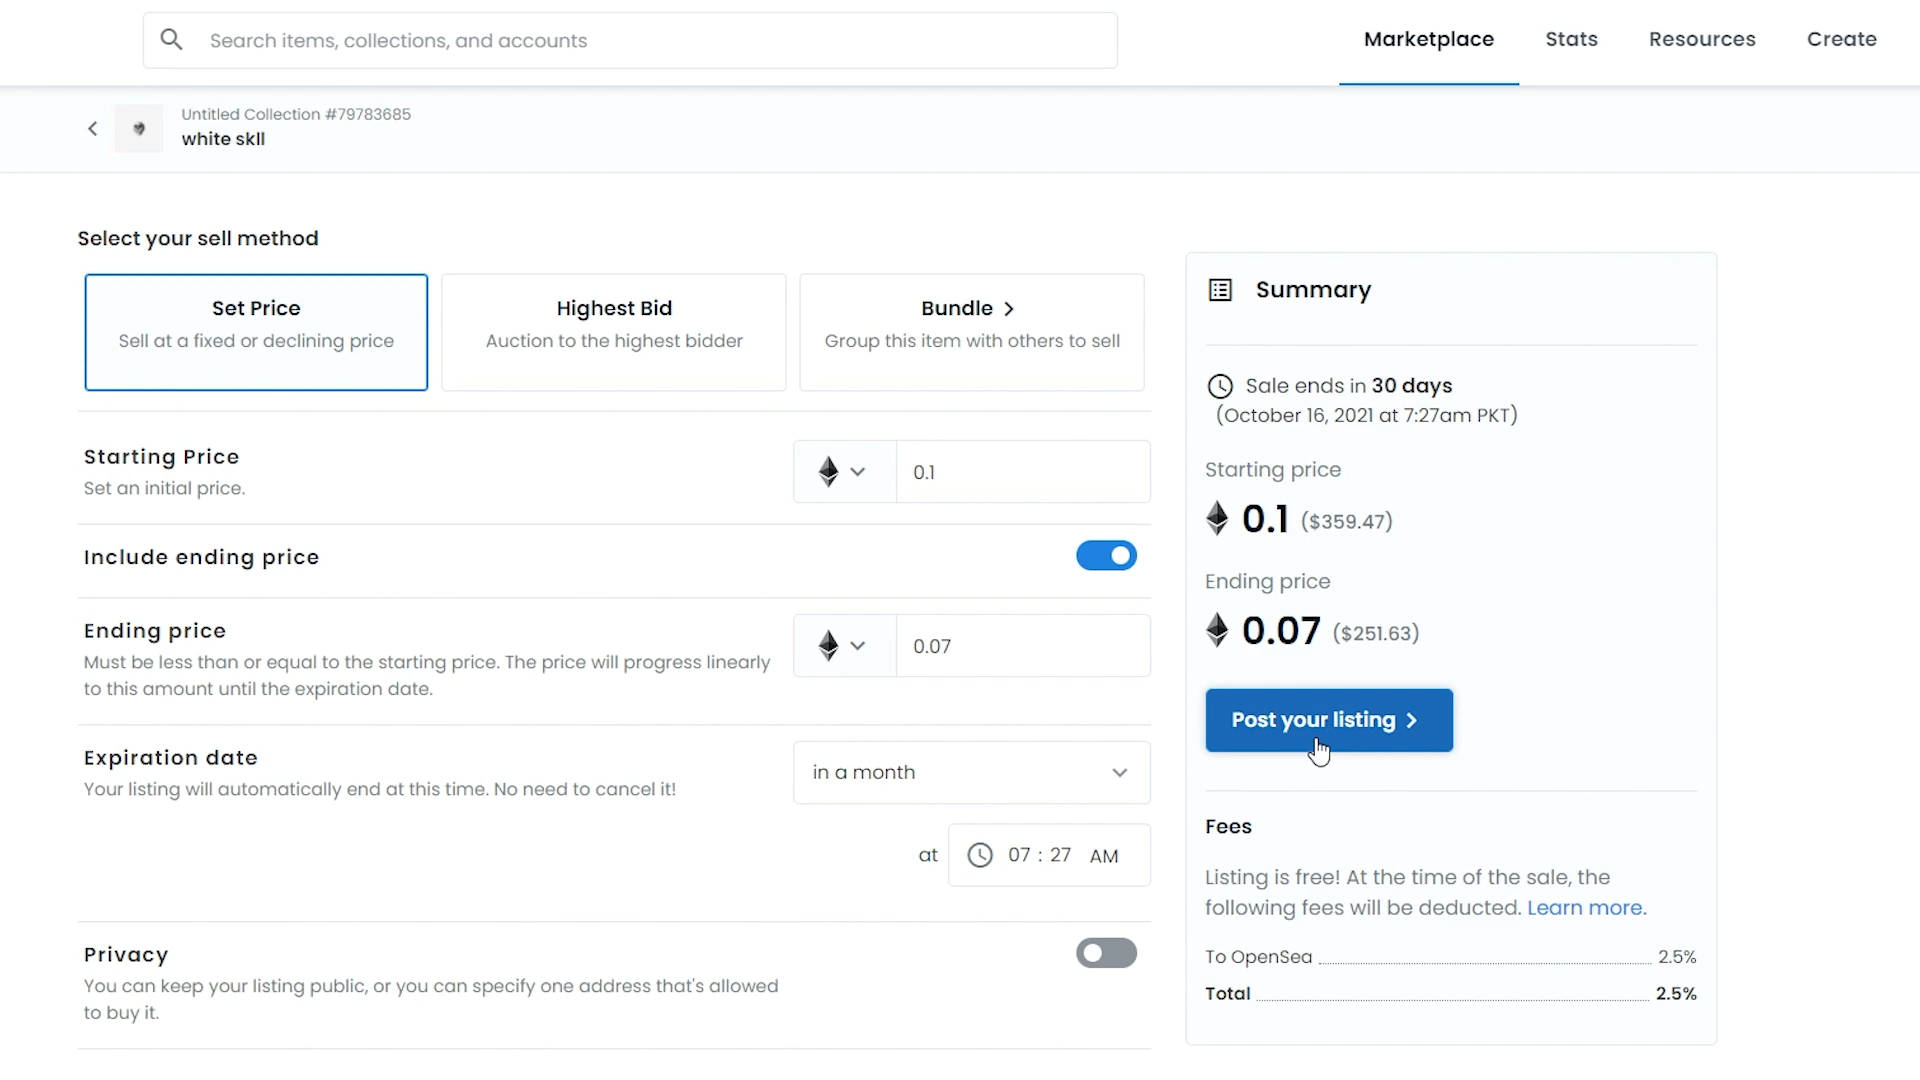 Search items, collections, and accounts
Marketplace
Stats
Resources
Create
Untitled Collection #79783685
white skll
Select your sell method
Set Price
Sell at a fixed or declining price
Highest Bid
Auction to the highest bidder
Bundle >
Group this item with others to sell
Starting Price
Set an initial price.
0.1
Include ending price
Ending price
Must be less than or equal to the starting price. The price will progress linearly
to this amount until the expiration date.
0.07
Expiration date
Your listing will automatically end at this time. No need to cancel it!
in a month
at
07 : 27 AM
Privacy
You can keep your listing public, or you can specify one address that's allowed
to buy it.
Summary
Sale ends in 30 days
(October 16, 2021 at 7:27am PKT)
Starting price
0.1 ($359.47)
Ending price
0.07 ($251.63)
Post your listing >
Fees
Listing is free! At the time of the sale, the
following fees will be deducted. Learn more.
To OpenSea 2.5%
Total 2.5%